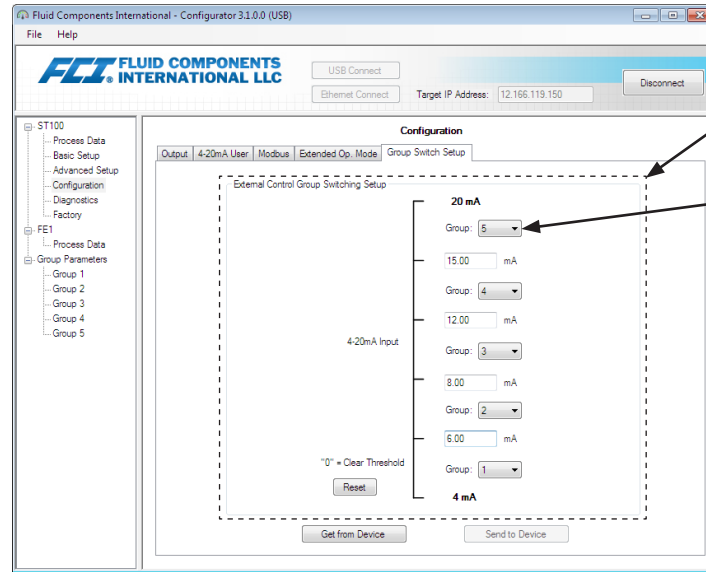 Fluid Components International - Configurator 3.1.0.0 (USB)
File Help
FCI® FLUID COMPONENTS
INTERNATIONAL LLC
USB Connect
Ethernet Connect
Target IP Address: 12.166.119.150
Disconnect
ST100
Process Data
Basic Setup
Advanced Setup
Configuration
Diagnostics
Factory
FE1
Process Data
Group Parameters
Group 1
Group 2
Group 3
Group 4
Group 5
Configuration
Output 4-20mA User Modbus Extended Op. Mode Group Switch Setup
External Control Group Switching Setup
20 mA
Group: 5
15.00 mA
Group: 4
12.00 mA
4-20mA Input
Group: 3
8.00 mA
Group: 2
6.00 mA
"0" = Clear Threshold
Group: 1
Reset
4 mA
Get from Device
Send to Device